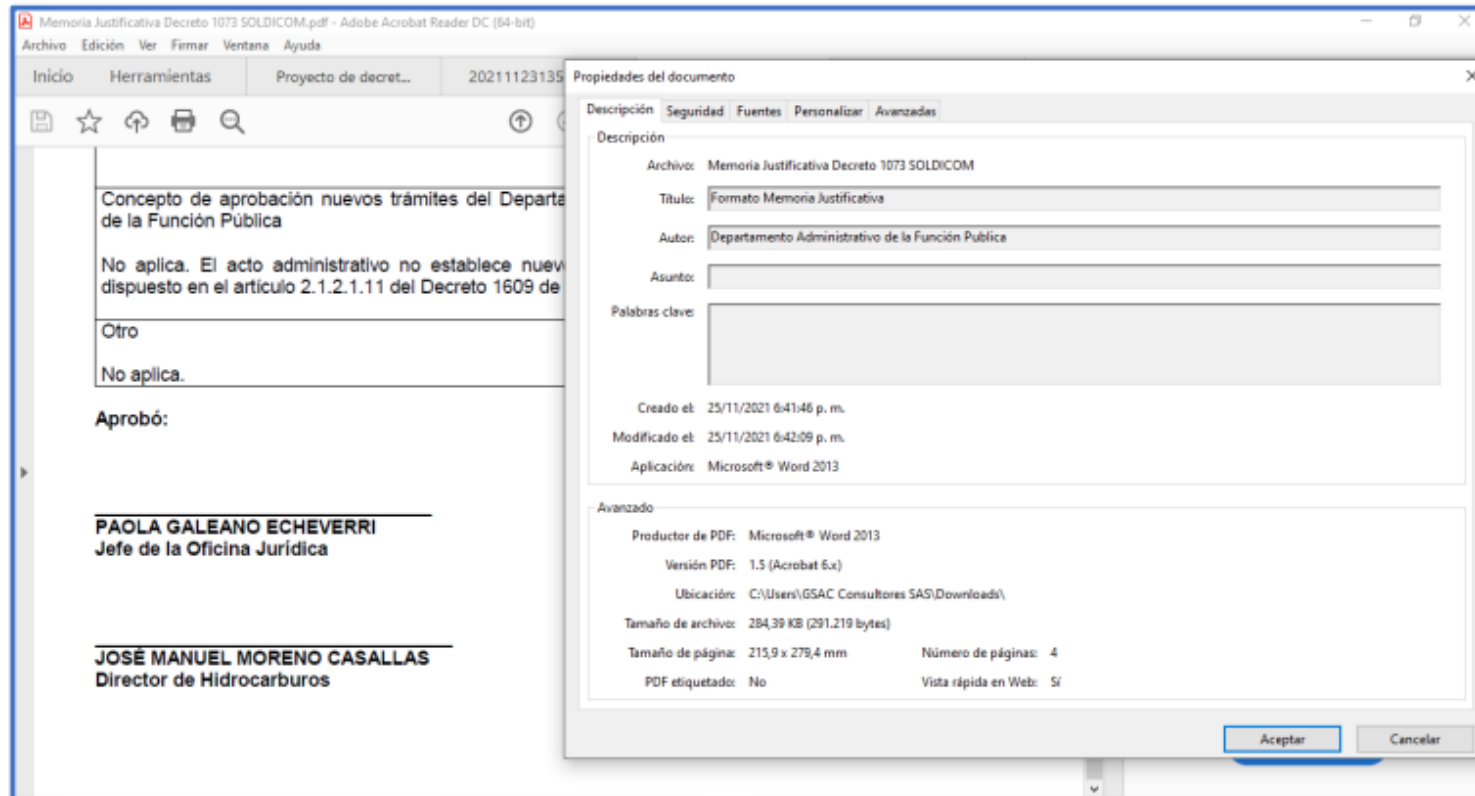 Memoria Justificativa Decreto 1073 SOLDICOM.pdf - Adobe Acrobat Reader DC (64-bit)
Archivo Edición Ver Firmar Ventana Ayuda
Inicio Herramientas Proyecto de decret... 20211123135
Concepto de aprobación nuevos trámites del Departa
de la Función Pública
No aplica. El acto administrativo no establece nuev
dispuesto en el artículo 2.1.2.1.11 del Decreto 1609 de
Otro
No aplica.
Aprobó:
PAOLA GALEANO ECHEVERRI
Jefe de la Oficina Jurídica
JOSÉ MANUEL MORENO CASALLAS
Director de Hidrocarburos
Propiedades del documento
Descripción Seguridad Fuentes Personalizar Avanzadas
Descripción
Archivo: Memoria Justificativa Decreto 1073 SOLDICOM
Título: Formato Memoria Justificativa
Autor: Departamento Administrativo de la Función Publica
Asunto:
Palabras clave:
Creado el: 25/11/2021 6:41:46 p. m.
Modificado el: 25/11/2021 6:42:09 p. m.
Aplicación: Microsoft® Word 2013
Avanzado
Productor de PDF: Microsoft® Word 2013
Versión PDF: 1.5 (Acrobat 6.x)
Ubicación: C:\Users\GSAC Consultores SAS\Downloads\
Tamaño de archivo: 284,39 KB (291.219 bytes)
Tamaño de página: 215,9 x 279,4 mm Número de páginas: 4
PDF etiquetado: No Vista rápida en Web: Sí
Aceptar Cancelar